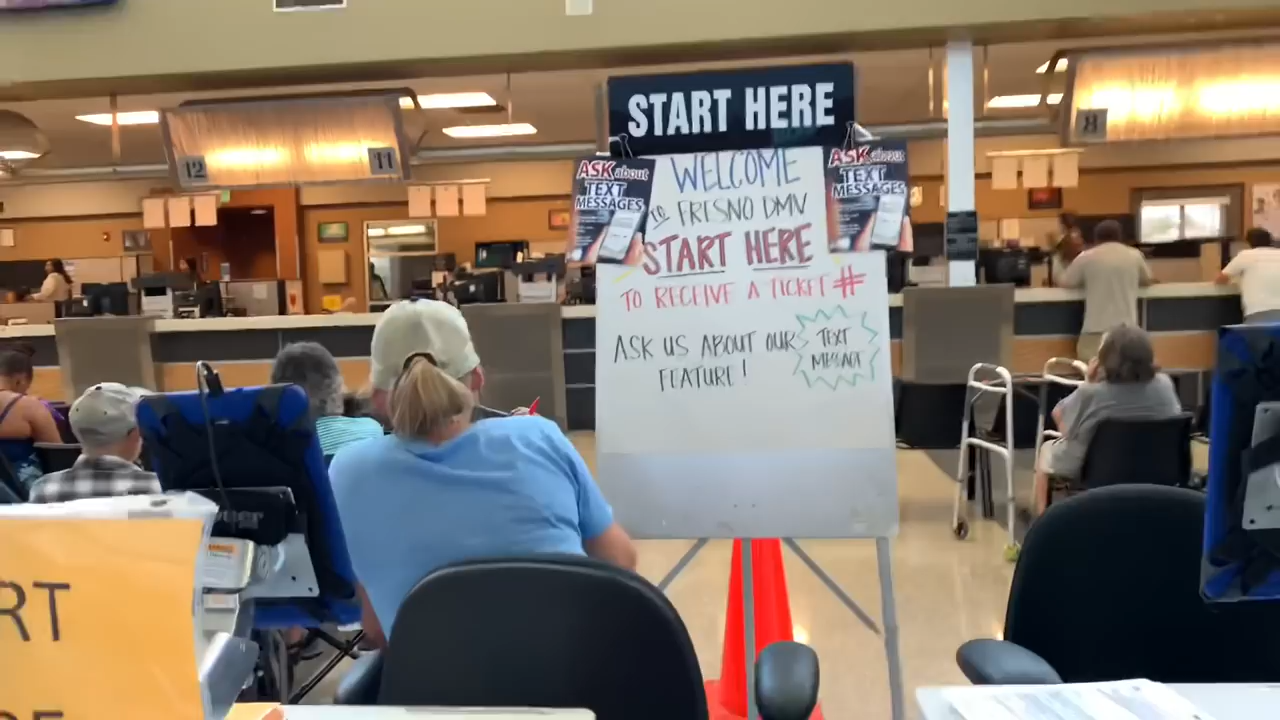 START HERE
WELCOME
TO FRESNO DMV
START HERE
TO RECEIVE A TICKET #
ASK US ABOUT OUR
FEATURE!
TEXT
MESSAGE
ASK about
TEXT
MESSAGES
ASK about
TEXT
MESSAGES
12
11
8
RT